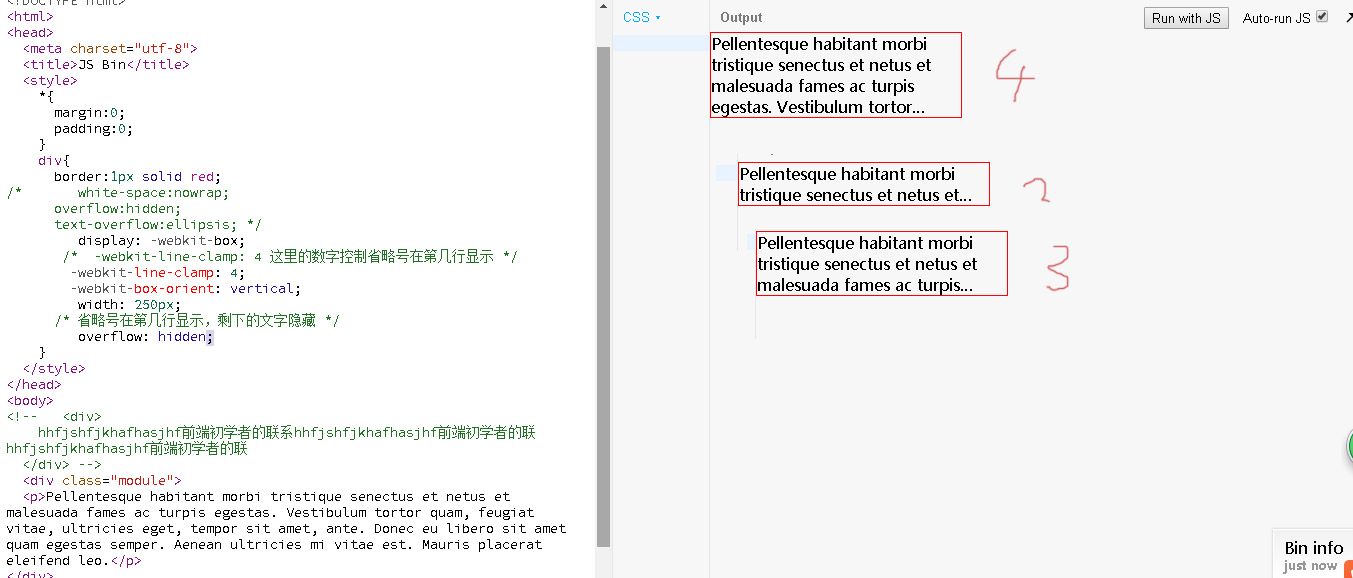 <!DOCTYPE html>
<html>
<head>
<meta charset="utf-8">
<title>JS Bin</title>
<style>
*{
margin:0;
padding:0;
}
div{
border:1px solid red;
/* white-space:nowrap;
overflow:hidden;
text-overflow:ellipsis; */
display: -webkit-box;
/* -webkit-line-clamp: 4 这里的数字控制省略号在第几行显示 */
-webkit-line-clamp: 4;
-webkit-box-orient: vertical;
width: 250px;
/* 省略号在第几行显示，剩下的文字隐藏 */
overflow: hidden;
}
</style>
</head>
<body>
<!-- <div>
hhfjshfjkhafhasjhf前端初学者的联系hhfjshfjkhafhasjhf前端初学者的联
hhfjshfjkhafhasjhf前端初学者的联
</div> -->
<div class="module">
<p>Pellentesque habitant morbi tristique senectus et netus et
malesuada fames ac turpis egestas. Vestibulum tortor quam, feugiat
vitae, ultricies eget, tempor sit amet, ante. Donec eu libero sit amet
quam egestas semper. Aenean ultricies mi vitae est. Mauris placerat
eleifend leo.</p>
</div>
CSS
Output
Run with JS
Auto-run JS
Pellentesque habitant morbi
tristique senectus et netus et
malesuada fames ac turpis
egestas. Vestibulum tortor...
4
Pellentesque habitant morbi
tristique senectus et netus et...
2
Pellentesque habitant morbi
tristique senectus et netus et
malesuada fames ac turpis...
3
Bin info
just now